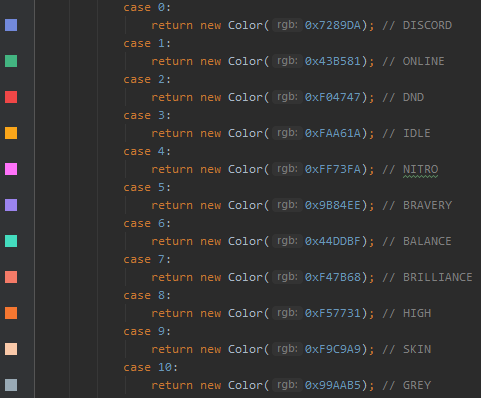 case 0:
return new Color( rgb: 0x7289DA); // DISCORD
case 1:
return new Color( rgb: 0x43B581); // ONLINE
case 2:
return new Color( rgb: 0xF04747); // DND
case 3:
return new Color( rgb: 0xFAA61A); // IDLE
case 4:
return new Color( rgb: 0xFF73FA); // NITRO
case 5:
return new Color( rgb: 0x9B84EE); // BRAVERY
case 6:
return new Color( rgb: 0x44DDBF); // BALANCE
case 7:
return new Color( rgb: 0xF47B68); // BRILLIANCE
case 8:
return new Color( rgb: 0xF57731); // HIGH
case 9:
return new Color( rgb: 0xF9C9A9); // SKIN
case 10:
return new Color( rgb: 0x99AAB5); // GREY